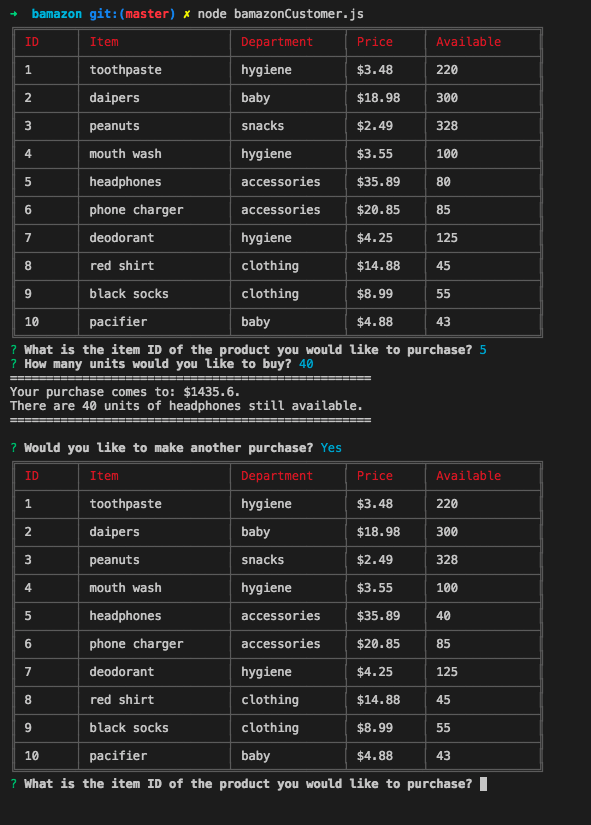 → bamazon git:(master) ✗ node bamazonCustomer.js
ID Item Department Price Available
1 toothpaste hygiene $3.48 220
2 daipers baby $18.98 300
3 peanuts snacks $2.49 328
4 mouth wash hygiene $3.55 100
5 headphones accessories $35.89 80
6 phone charger accessories $20.85 85
7 deodorant hygiene $4.25 125
8 red shirt clothing $14.88 45
9 black socks clothing $8.99 55
10 pacifier baby $4.88 43
? What is the item ID of the product you would like to purchase? 5
? How many units would you like to buy? 40
==================================================
Your purchase comes to: $1435.6.
There are 40 units of headphones still available.
==================================================
? Would you like to make another purchase? Yes
ID Item Department Price Available
1 toothpaste hygiene $3.48 220
2 daipers baby $18.98 300
3 peanuts snacks $2.49 328
4 mouth wash hygiene $3.55 100
5 headphones accessories $35.89 40
6 phone charger accessories $20.85 85
7 deodorant hygiene $4.25 125
8 red shirt clothing $14.88 45
9 black socks clothing $8.99 55
10 pacifier baby $4.88 43
? What is the item ID of the product you would like to purchase?